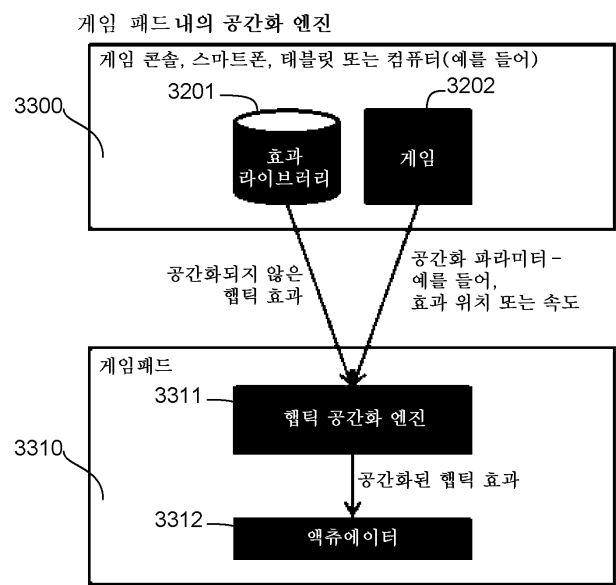 게임 패드 내의 공간화 엔진
게임 콘솔, 스마트폰, 태블릿 또는 컴퓨터(예를 들어)
3201
3202
3300
효과
라이브러리
게임
공간화되지 않은
햅틱 효과
공간화 파라미터-
예를 들어,
효과 위치 또는 속도
게임패드
3311
햅틱 공간화 엔진
3310
공간화된 햅틱 효과
3312
액츄에이터